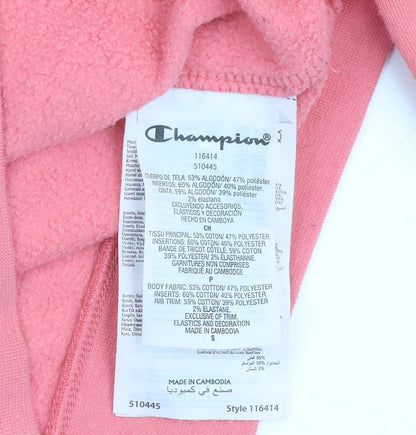 Champion®
116414
510445
CUERPO DE TELA: 53% ALGODÓN/ 47% POLIÉSTER
INSERTOS: 60% ALGODÓN/ 40% POLIÉSTER
CINTA: 59% ALGODÓN/ 39% POLIÉSTER
2% ELASTANO.
EXCLUYENDO ACCESORIOS,
ELÁSTICOS Y DECORACIÓN
HECHO EN CAMBOYA
CH
TISSU PRINCIPAL: 53% COTON/ 47% POLYESTER
INSERTIONS: 60% COTON/ 40% POLYESTER
BANDE DE TRICOT CÔTELÉ: 59% COTON
39% POLYESTER/ 2% ÉLASTHANNE.
GARNITURES NON COMPRISES
FABRIQUÉ AU CAMBODGE
P
BODY FABRIC: 53% COTTON/ 47% POLYESTER
INSERTS: 60% COTTON/ 40% POLYESTER
RIB TRIM: 59% COTTON/ 39% POLYESTER/
2% ELASTANE.
EXCLUSIVE OF TRIM,
ELASTICS AND DECORATION
MADE IN CAMBODIA
S
MADE IN CAMBODIA
صنع في كمبوديا
510445 Style 116414